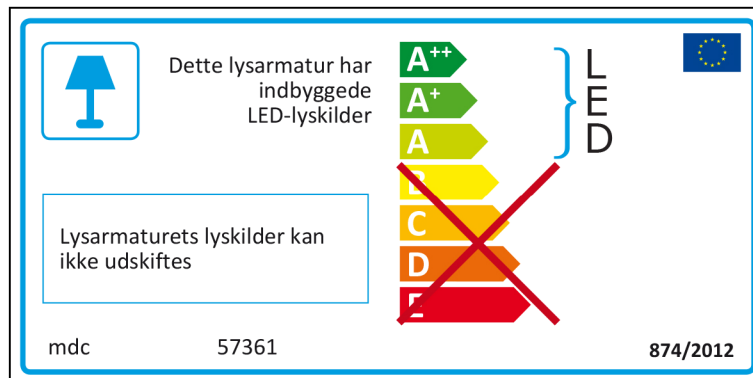 Dette lysarmatur har
indbyggede
LED-lyskilder
A++
A+
A
B
C
D
E
L
E
D
Lysarmaturets lyskilder kan
ikke udskiftes
mdc 57361
874/2012